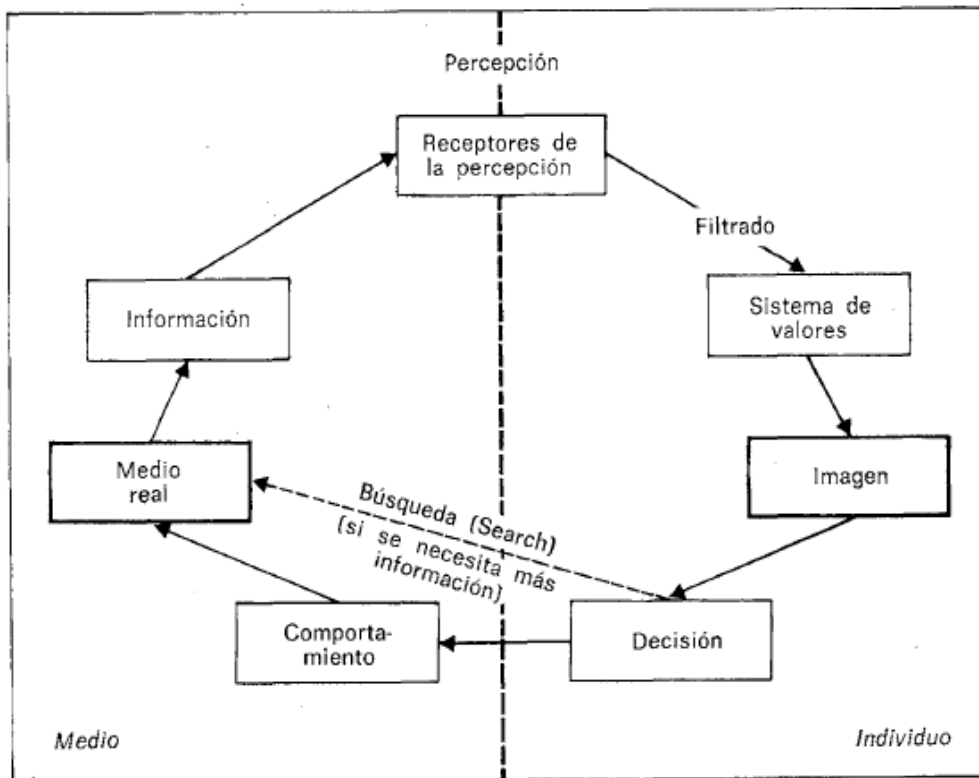 Percepción
Receptores de
la percepción
Filtrado
Información
Sistema de
valores
Medio
real
Imagen
Búsqueda (Search)
(si se necesita más
información)
Comporta-
miento
Decisión
Medio
Individuo